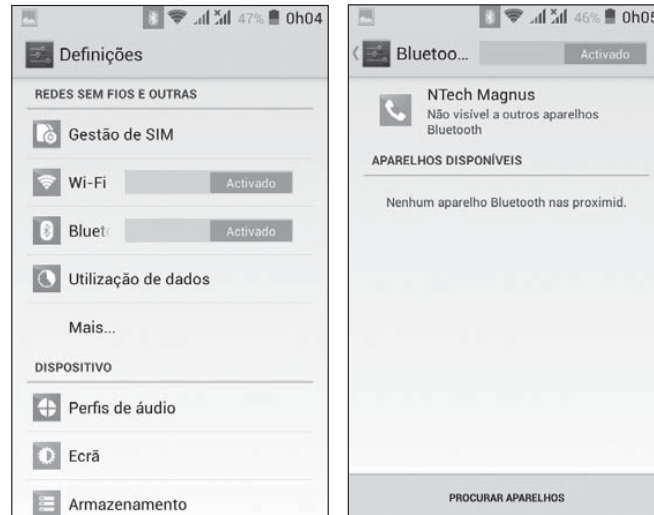 47% 0h04
Definições
REDES SEM FIOS E OUTRAS
Gestão de SIM
Wi-Fi Activado
Bluet Activado
Utilização de dados
Mais...
DISPOSITIVO
Perfis de áudio
Ecrã
Armazenamento
46% 0h05
Bluetoo... Activado
NTech Magnus
Não visível a outros aparelhos
Bluetooth
APARELHOS DISPONÍVEIS
Nenhum aparelho Bluetooth nas proximid.
PROCURAR APARELHOS